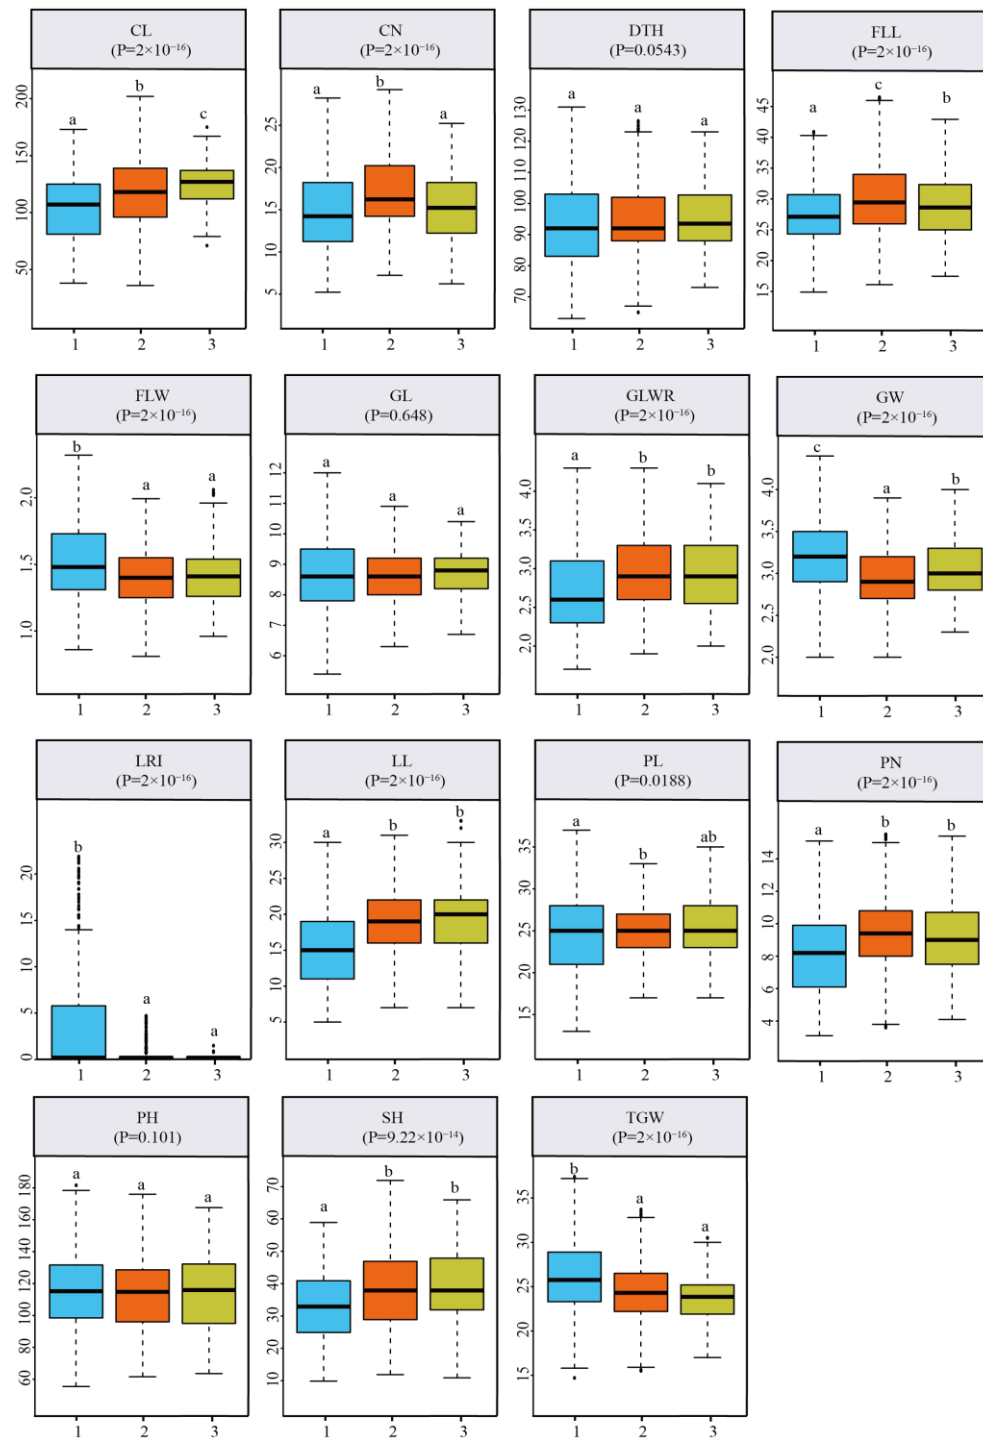 CL
(P=2×10⁻¹⁶)
a
b
c
200
150
100
50
1 2 3
CN
(P=2×10⁻¹⁶)
a
b
a
25
20
15
10
5
1 2 3
DTH
(P=0.0543)
a
a
a
130
120
110
100
90
80
70
1 2 3
FLL
(P=2×10⁻¹⁶)
a
c
b
45
40
35
30
25
20
15
1 2 3
FLW
(P=2×10⁻¹⁶)
b
a
a
2.0
1.5
1.0
1 2 3
GL
(P=0.648)
a
a
a
12
11
10
9
8
7
6
1 2 3
GLWR
(P=2×10⁻¹⁶)
a
b
b
4.0
3.5
3.0
2.5
2.0
1 2 3
GW
(P=2×10⁻¹⁶)
c
a
b
4.0
3.5
3.0
2.5
2.0
1 2 3
LRI
(P=2×10⁻¹⁶)
b
a
a
20
15
10
5
0
1 2 3
LL
(P=2×10⁻¹⁶)
a
b
b
30
25
20
15
10
5
1 2 3
PL
(P=0.0188)
a
b
ab
35
30
25
20
15
1 2 3
PN
(P=2×10⁻¹⁶)
a
b
b
14
12
10
8
6
4
1 2 3
PH
(P=0.101)
a
a
a
180
160
140
120
100
80
60
1 2 3
SH
(P=9.22×10⁻¹⁴)
a
b
b
70
60
50
40
30
20
10
1 2 3
TGW
(P=2×10⁻¹⁶)
b
a
a
35
30
25
20
15
1 2 3